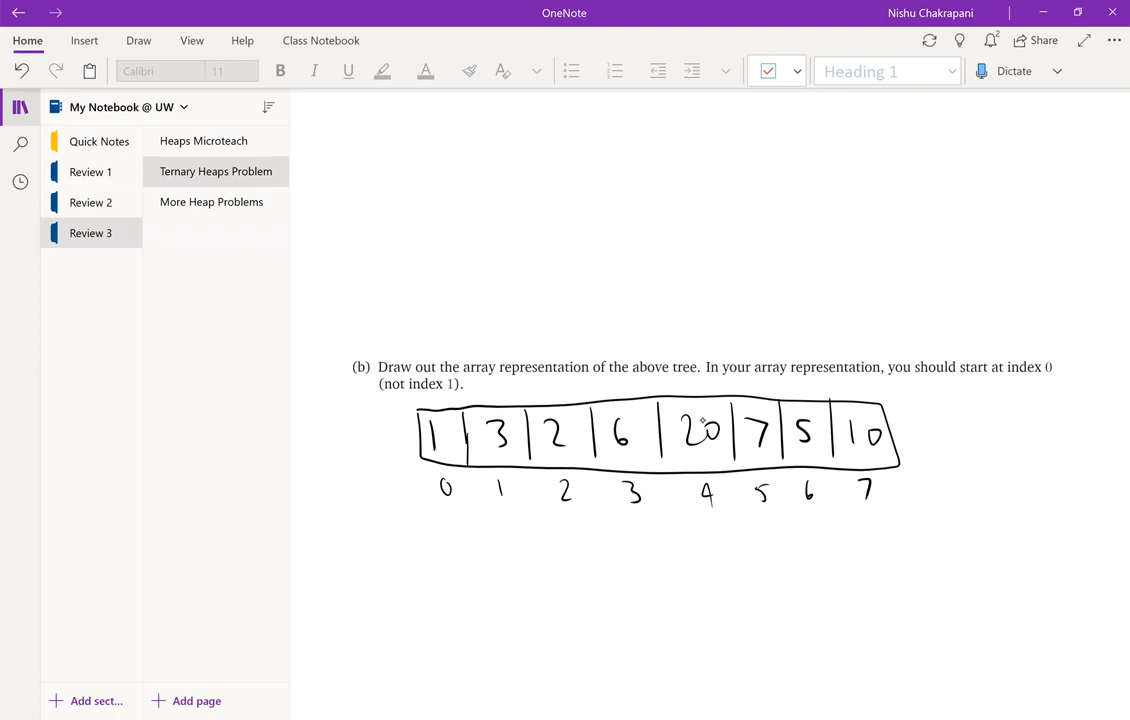 OneNote
Nishu Chakrapani
Home Insert Draw View Help Class Notebook
2 Share
Calibri 11 B I U A Heading 1 Dictate
My Notebook @ UW
Quick Notes
Review 1
Review 2
Review 3
Heaps Microteach
Ternary Heaps Problem
More Heap Problems
(b) Draw out the array representation of the above tree. In your array representation, you should start at index 0
(not index 1).
1 3 2 6 20 7 5 10
0 1 2 3 4 5 6 7
Add sect... Add page